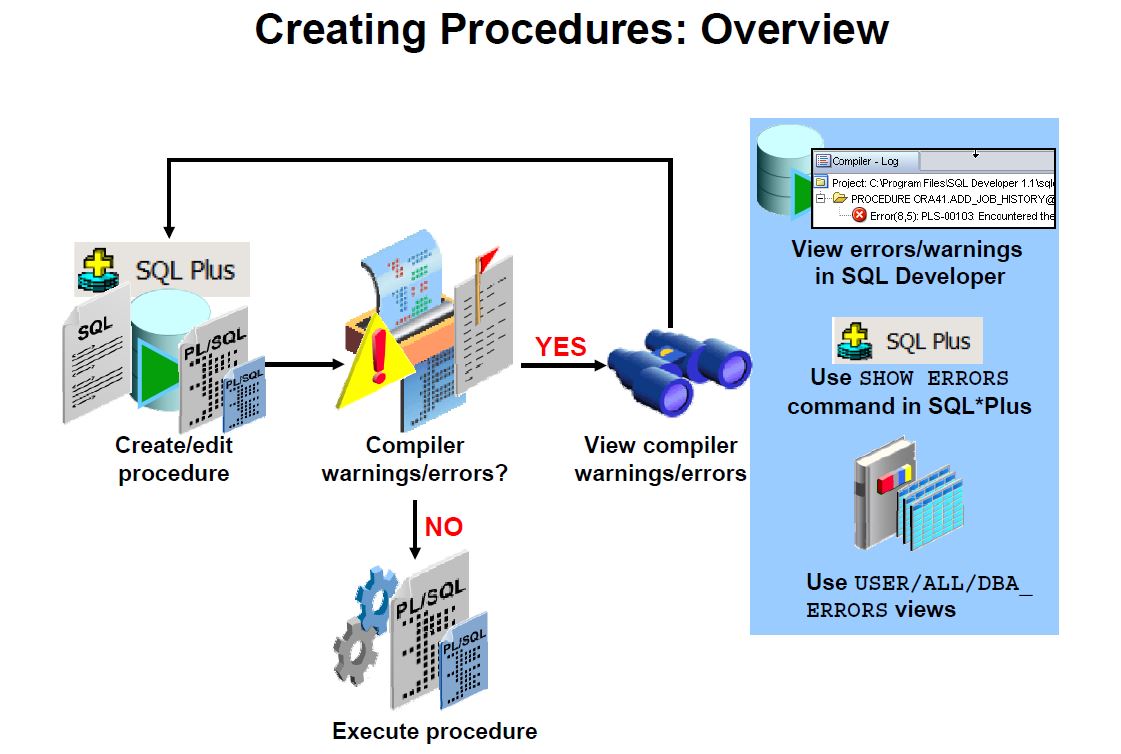 Creating Procedures: Overview
Compiler - Log
Project: C:\Program Files\SQL Developer 1.1\sqld
PROCEDURE CRA41.ADD_JOB_HISTORY@
Error(8,5): PLS-00103: Encountered the
View errors/warnings
in SQL Developer
SQL Plus
SQL
PL/SQL
PL/SQL
YES
SQL Plus
Use SHOW ERRORS
command in SQL*Plus
Create/edit
procedure
Compiler
warnings/errors?
View compiler
warnings/errors
NO
PL/SQL
PL/SQL
Use USER/ALL/DBA_
ERRORS views
Execute procedure